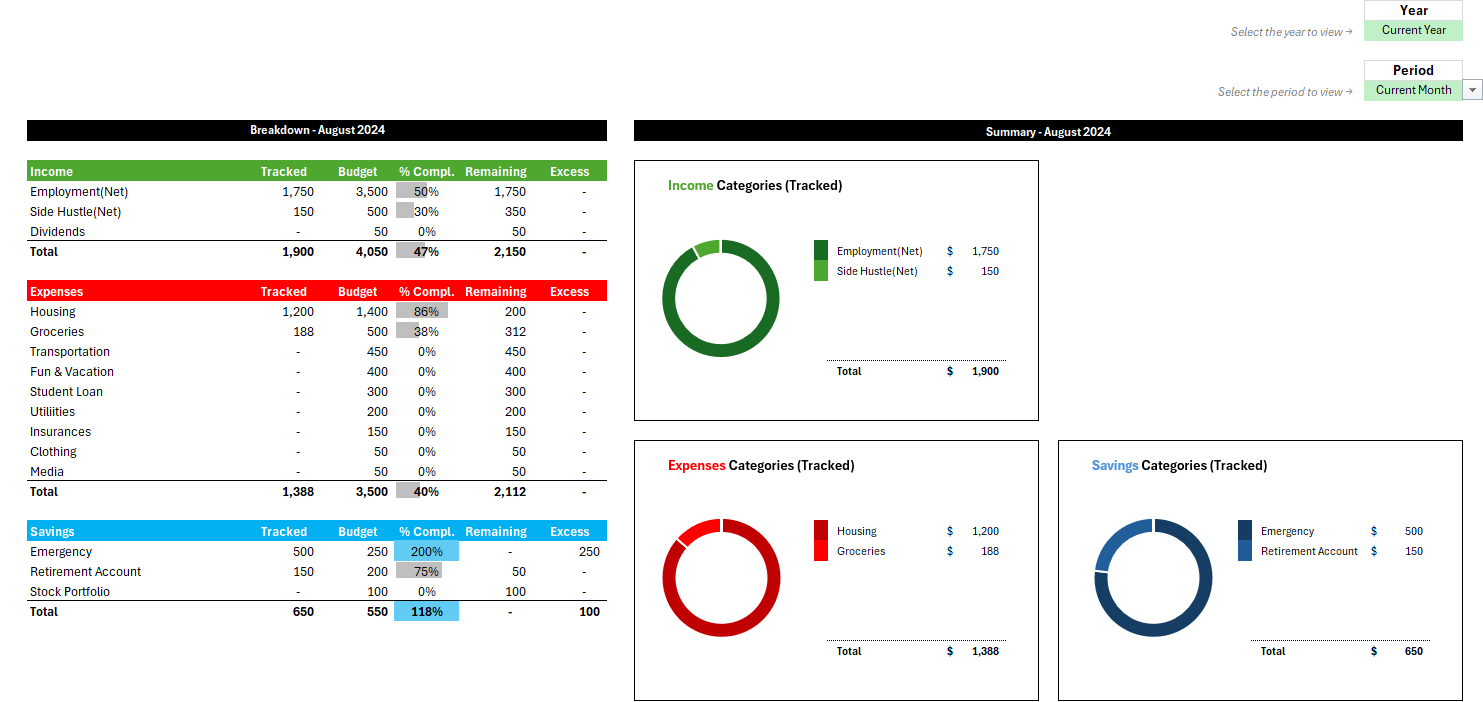 Year
Select the year to view → Current Year
Period
Select the period to view → Current Month
Breakdown - August 2024
Income Tracked Budget % Compl. Remaining Excess
Employment(Net) 1,750 3,500 50% 1,750 -
Side Hustle(Net) 150 500 30% 350 -
Dividends - 50 0% 50 -
Total 1,900 4,050 47% 2,150 -
Expenses Tracked Budget % Compl. Remaining Excess
Housing 1,200 1,400 86% 200 -
Groceries 188 500 38% 312 -
Transportation - 450 0% 450 -
Fun & Vacation - 400 0% 400 -
Student Loan - 300 0% 300 -
Utiliities - 200 0% 200 -
Insurances - 150 0% 150 -
Clothing - 50 0% 50 -
Media - 50 0% 50 -
Total 1,388 3,500 40% 2,112 -
Savings Tracked Budget % Compl. Remaining Excess
Emergency 500 250 200% - 250
Retirement Account 150 200 75% 50 -
Stock Portfolio - 100 0% 100 -
Total 650 550 118% - 100
Summary - August 2024
Income Categories (Tracked)
Employment(Net) $ 1,750
Side Hustle(Net) $ 150
Total $ 1,900
Expenses Categories (Tracked)
Housing $ 1,200
Groceries $ 188
Total $ 1,388
Savings Categories (Tracked)
Emergency $ 500
Retirement Account $ 150
Total $ 650